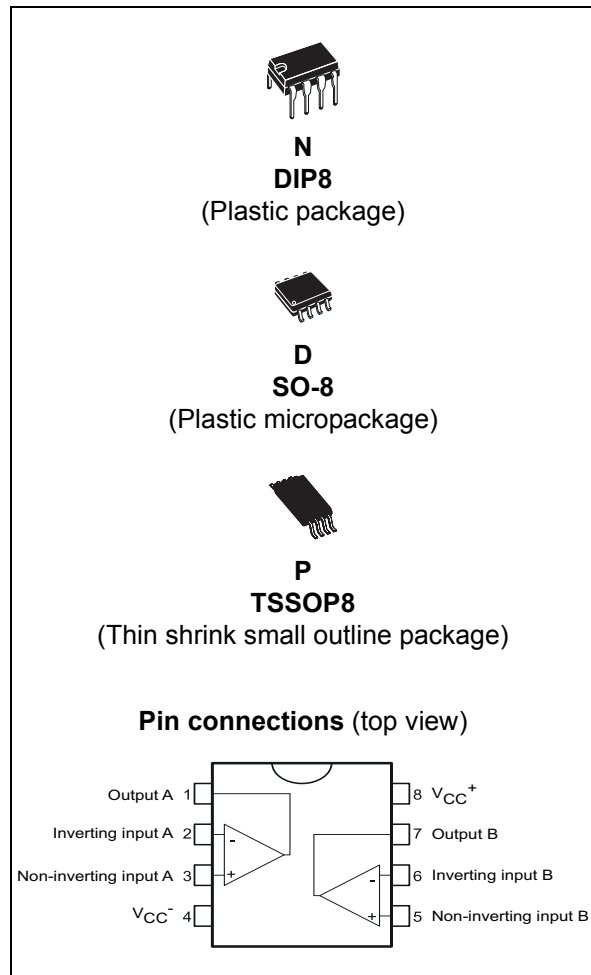 N
DIP8
(Plastic package)
D
SO-8
(Plastic micropackage)
P
TSSOP8
(Thin shrink small outline package)
Pin connections (top view)
Output A 1
Inverting input A 2
Non-inverting input A 3
VCC- 4
8 VCC+
7 Output B
6 Inverting input B
5 Non-inverting input B
-
+
-
+